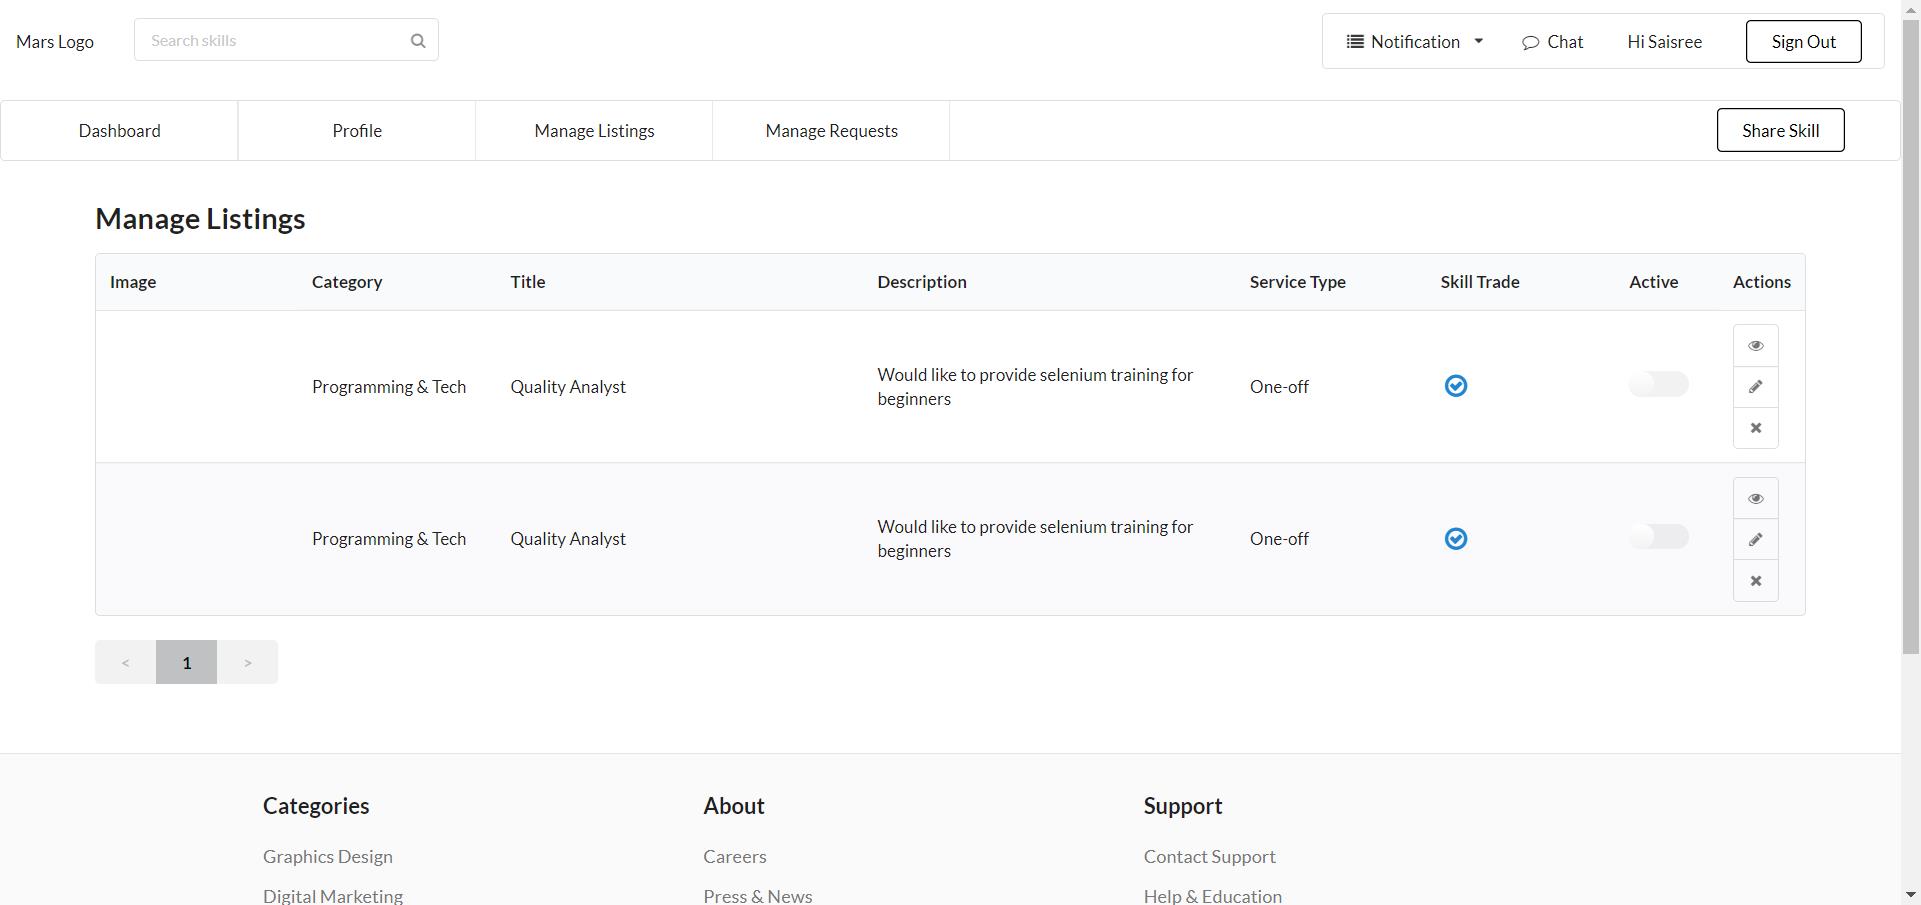 Mars Logo
Search skills
Notification
Chat
Hi Saisree
Sign Out
Dashboard
Profile
Manage Listings
Manage Requests
Share Skill
Manage Listings
Image
Category
Title
Description
Service Type
Skill Trade
Active
Actions
Programming & Tech
Quality Analyst
Would like to provide selenium training for
beginners
One-off
Programming & Tech
Quality Analyst
Would like to provide selenium training for
beginners
One-off
< 1 >
Categories
About
Support
Graphics Design
Careers
Contact Support
Digital Marketing
Press & News
Help & Education